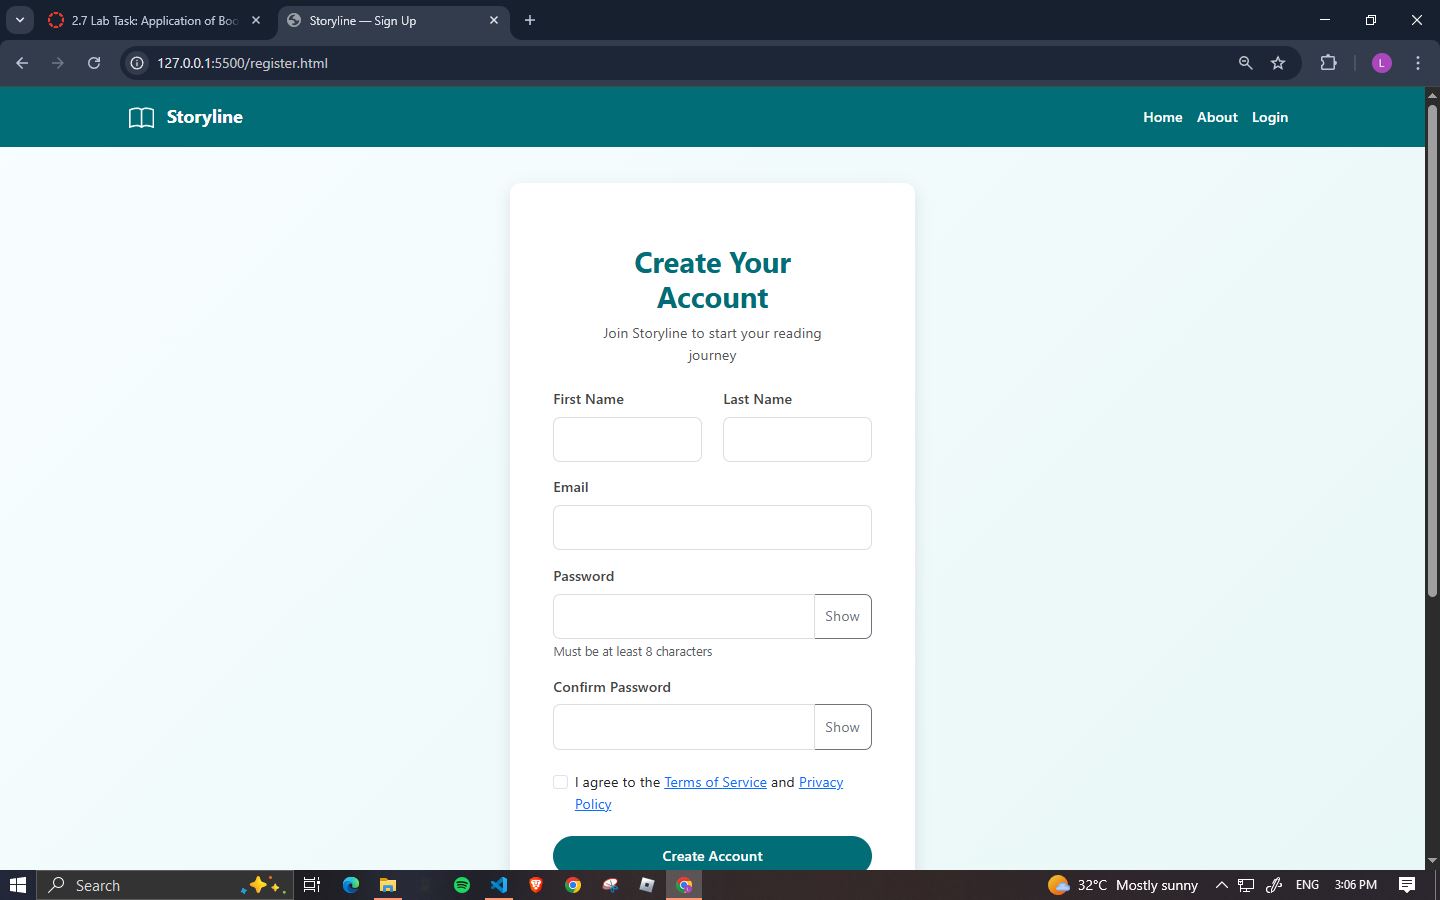 2.7 Lab Task: Application of Boo
Storyline — Sign Up
127.0.0.1:5500/register.html
L
Storyline
Home About Login
Create Your
Account
Join Storyline to start your reading
journey
First Name Last Name
Email
Password
Show
Must be at least 8 characters
Confirm Password
Show
I agree to the Terms of Service and Privacy
Policy
Create Account
Search
32°C Mostly sunny
ENG
3:06 PM